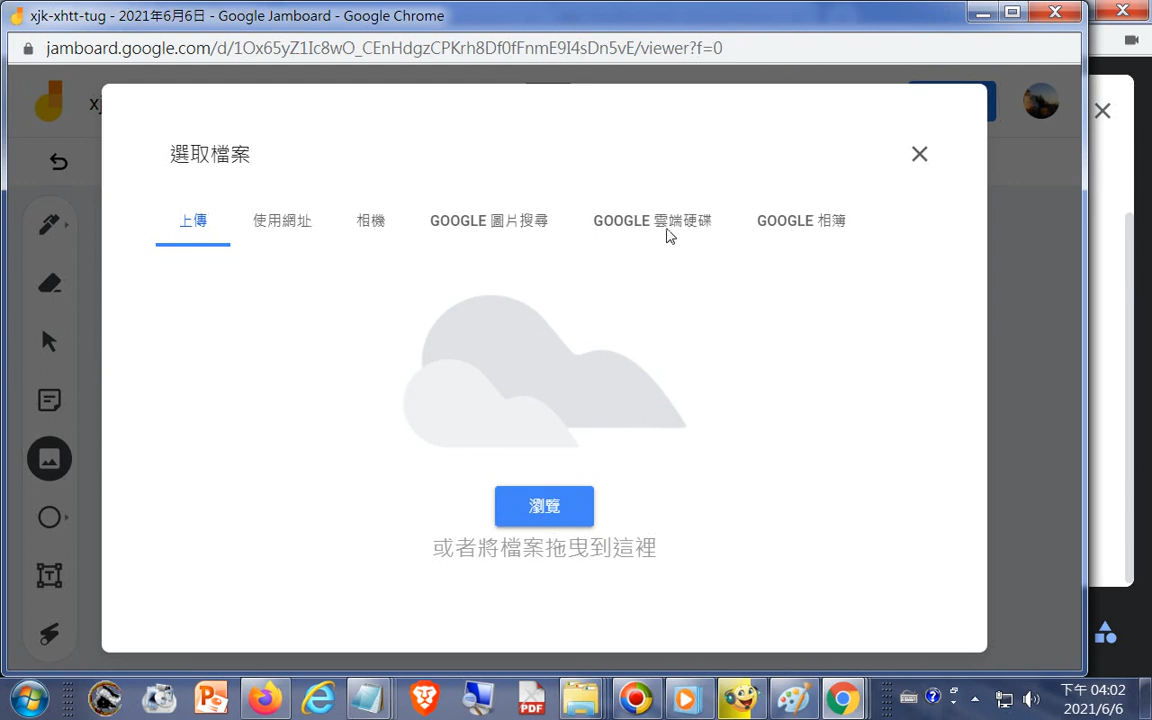 xjk-xhtt-tug - 2021年6月6日 - Google Jamboard - Google Chrome
jamboard.google.com/d/1Ox65yZ1Ic8wO_CEnHdgzCPKrh8Df0fFnmE9I4sDn5vE/viewer?f=0
xj
選取檔案
上傳 使用網址 相機 GOOGLE 圖片搜尋 GOOGLE 雲端硬碟 GOOGLE 相簿
瀏覽
或者將檔案拖曳到這裡
PDF
下午 04:02
2021/6/6